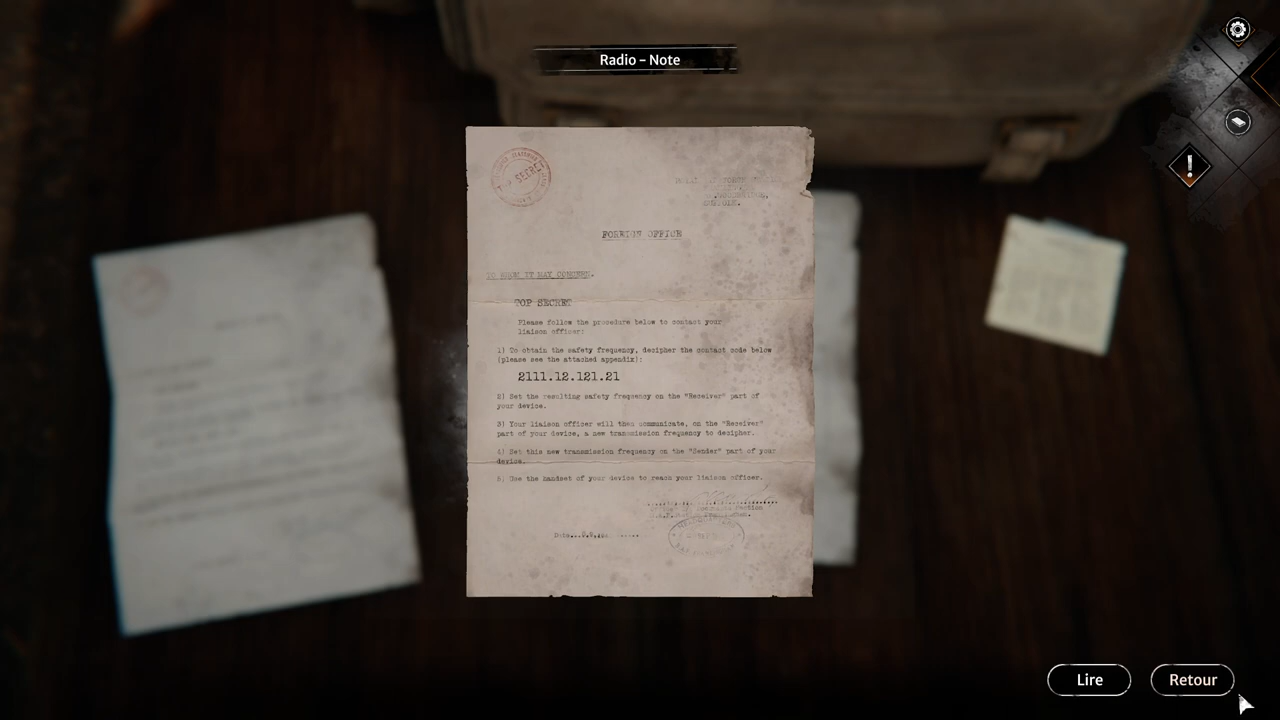 Radio – Note
SECRET
FOREIGN OFFICE
TO WHOM IT MAY CONCERN.
TOP SECRET
Please follow the procedure below to contact your
liaison officer:
1) To obtain the safety frequency, decipher the contact code below
(please see the attached appendix):
2111.12.121.21
2) Set the resulting safety frequency on the "Receiver" part of
your device.
3) Your liaison officer will then communicate, on the "Receiver"
part of your device, a new transmission frequency to decipher.
4) Set this new transmission frequency on the "Sender" part of your
device.
5) Use the handset of your device to reach your liaison officer.
Lire
Retour